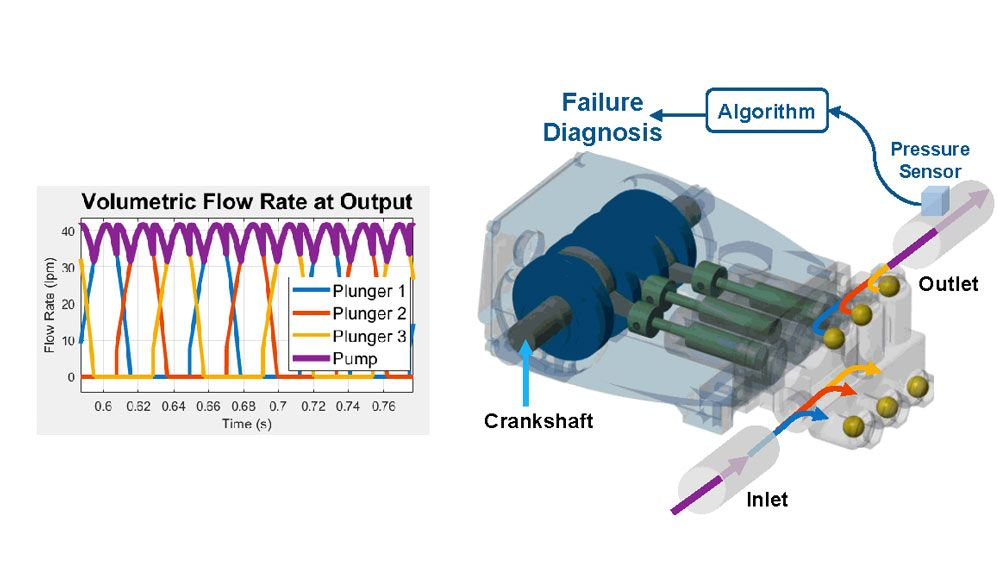 Volumetric Flow Rate at Output
Flow Rate (lpm)
40
30
20
10
0
Plunger 1
Plunger 2
Plunger 3
Pump
0.6 0.62 0.64 0.66 0.68 0.7 0.72 0.74 0.76
Time (s)
Failure
Diagnosis
Algorithm
Pressure
Sensor
Outlet
Crankshaft
Inlet